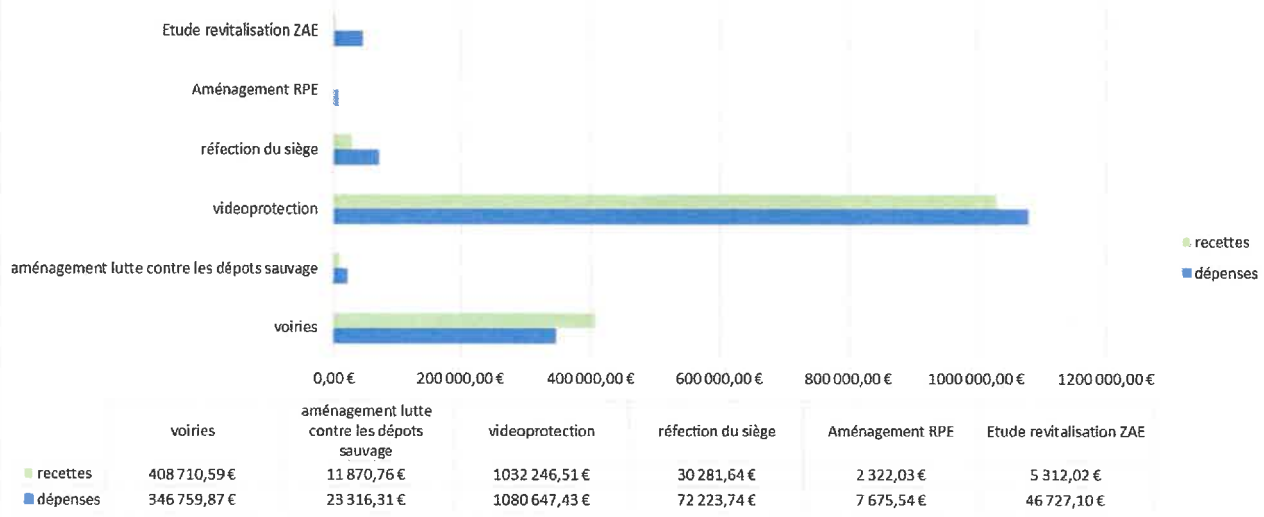 Etude revitalisation ZAE
Aménagement RPE
réfection du siège
videoprotection
aménagement lutte contre les dépots sauvage
voiries
recettes
dépenses
0,00 € 200 000,00 € 400 000,00 € 600 000,00 € 800 000,00 € 1000 000,00 € 1200 000,00 €
voiries aménagement lutte contre les dépots sauvage videoprotection réfection du siège Aménagement RPE Etude revitalisation ZAE
recettes 408 710,59 € 11 870,76 € 1032 246,51 € 30 281,64 € 2 322,03 € 5 312,02 €
dépenses 346 759,87 € 23 316,31 € 1080 647,43 € 72 223,74 € 7 675,54 € 46 727,10 €